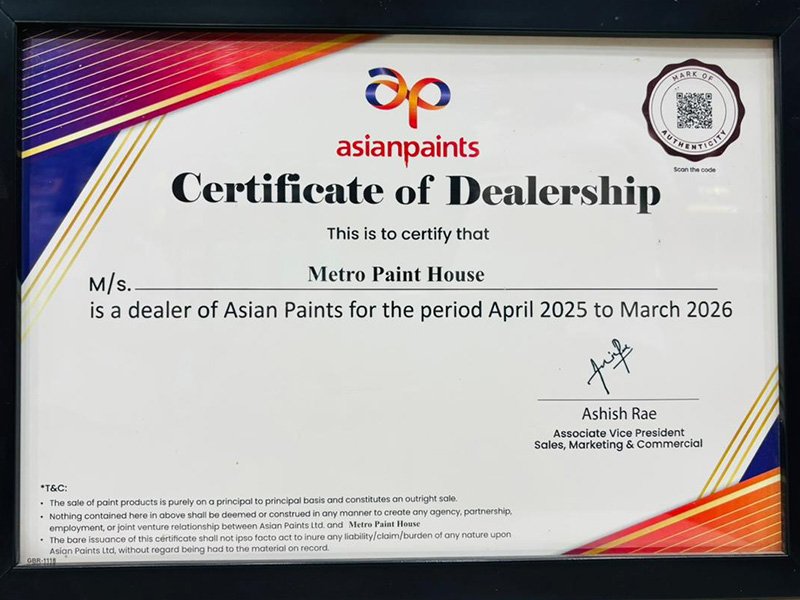 MARK OF
AUTHENTICITY
Scan the code
asianpaints
Certificate of Dealership
This is to certify that
M/s. Metro Paint House
is a dealer of Asian Paints for the period April 2025 to March 2026
Ashish Rae
Associate Vice President
Sales, Marketing & Commercial
*T&C:
• The sale of paint products is purely on a principal to principal basis and constitutes an outright sale.
• Nothing contained here in above shall be deemed or construed in any manner to create any agency, partnership,
employment, or joint venture relationship between Asian Paints Ltd. and Metro Paint House
• The bare issuance of this certificate shall not ipso facto act to inure any liability/claim/burden of any nature upon
Asian Paints Ltd, without regard being had to the material on record.
GBR-1118